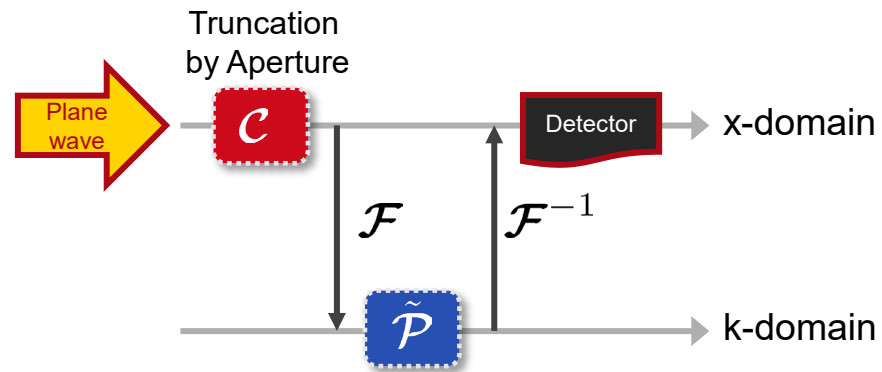 Truncation
by Aperture
Plane
wave
𝓒
Detector
x-domain
𝓕
𝓕⁻¹
𝓟̃
k-domain